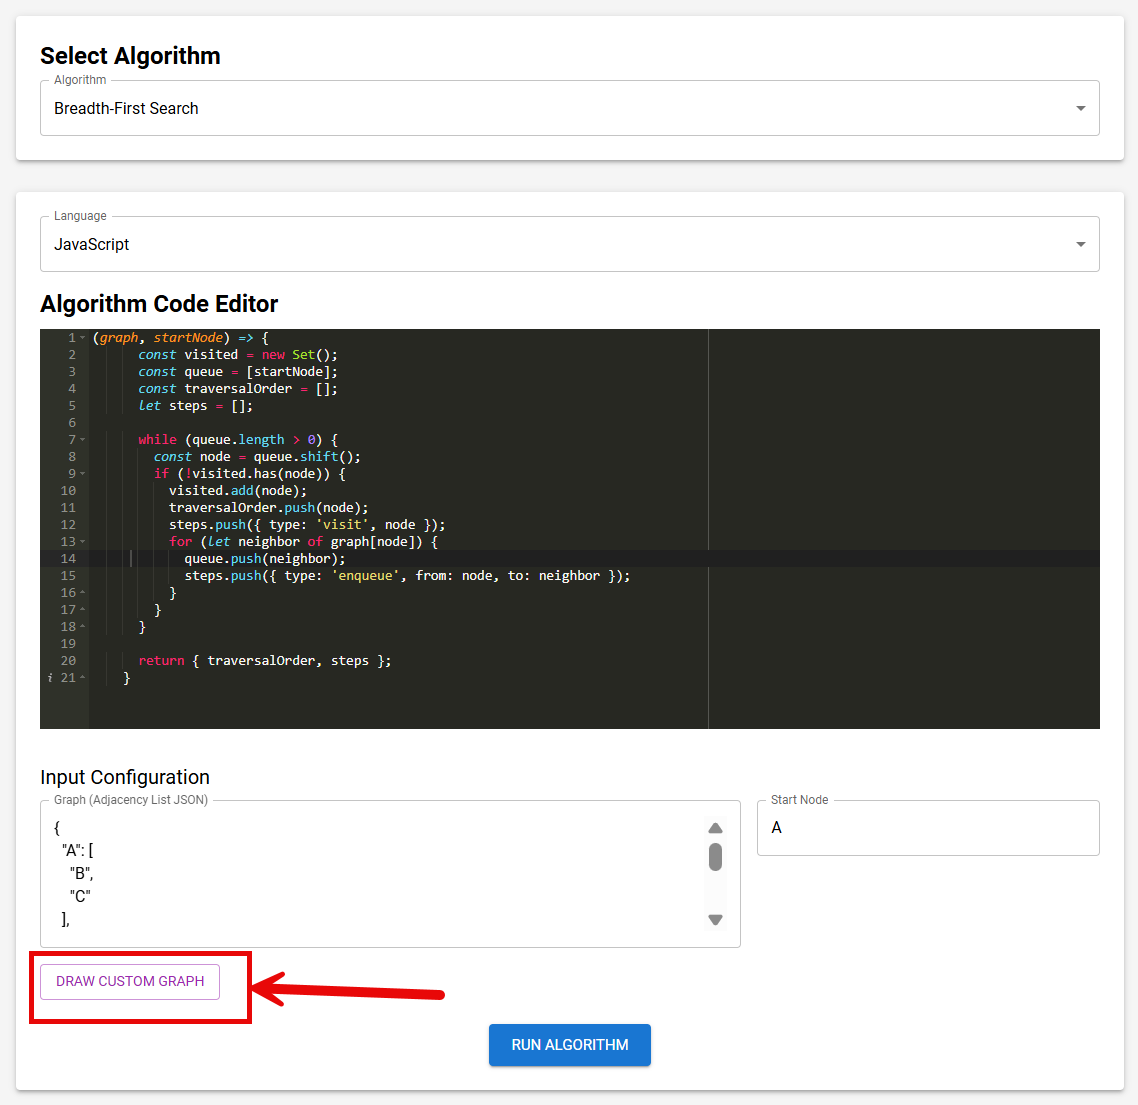 Select Algorithm
Algorithm
Breadth-First Search
Language
JavaScript
Algorithm Code Editor
1 (graph, startNode) => {
2 const visited = new Set();
3 const queue = [startNode];
4 const traversalOrder = [];
5 let steps = [];
6
7 while (queue.length > 0) {
8 const node = queue.shift();
9 if (!visited.has(node)) {
10 visited.add(node);
11 traversalOrder.push(node);
12 steps.push({ type: 'visit', node });
13 for (let neighbor of graph[node]) {
14 queue.push(neighbor);
15 steps.push({ type: 'enqueue', from: node, to: neighbor });
16 }
17 }
18 }
19
20 return { traversalOrder, steps };
i 21 }
Input Configuration
Graph (Adjacency List JSON)
{
"A": [
"B",
"C"
],
Start Node
A
DRAW CUSTOM GRAPH
RUN ALGORITHM